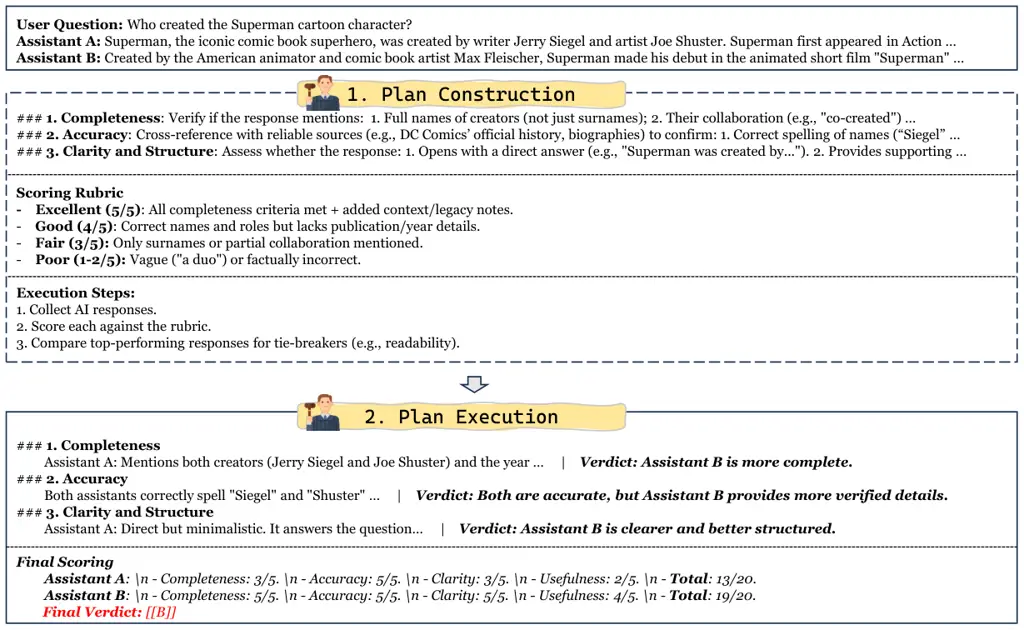 User Question: Who created the Superman cartoon character?
Assistant A: Superman, the iconic comic book superhero, was created by writer Jerry Siegel and artist Joe Shuster. Superman first appeared in Action ...
Assistant B: Created by the American animator and comic book artist Max Fleischer, Superman made his debut in the animated short film "Superman" ...
1. Plan Construction
### 1. Completeness: Verify if the response mentions: 1. Full names of creators (not just surnames); 2. Their collaboration (e.g., "co-created") ...
### 2. Accuracy: Cross-reference with reliable sources (e.g., DC Comics’ official history, biographies) to confirm: 1. Correct spelling of names (“Siegel” ...
### 3. Clarity and Structure: Assess whether the response: 1. Opens with a direct answer (e.g., "Superman was created by..."). 2. Provides supporting ...
Scoring Rubric
- Excellent (5/5): All completeness criteria met + added context/legacy notes.
- Good (4/5): Correct names and roles but lacks publication/year details.
- Fair (3/5): Only surnames or partial collaboration mentioned.
- Poor (1-2/5): Vague ("a duo") or factually incorrect.
Execution Steps:
1. Collect AI responses.
2. Score each against the rubric.
3. Compare top-performing responses for tie-breakers (e.g., readability).
2. Plan Execution
### 1. Completeness
Assistant A: Mentions both creators (Jerry Siegel and Joe Shuster) and the year ... | Verdict: Assistant B is more complete.
### 2. Accuracy
Both assistants correctly spell "Siegel" and "Shuster" ... | Verdict: Both are accurate, but Assistant B provides more verified details.
### 3. Clarity and Structure
Assistant A: Direct but minimalistic. It answers the question... | Verdict: Assistant B is clearer and better structured.
Final Scoring
Assistant A: \n - Completeness: 3/5. \n - Accuracy: 5/5. \n - Clarity: 3/5. \n - Usefulness: 2/5. \n - Total: 13/20.
Assistant B: \n - Completeness: 5/5. \n - Accuracy: 5/5. \n - Clarity: 5/5. \n - Usefulness: 4/5. \n - Total: 19/20.
Final Verdict: [[B]]